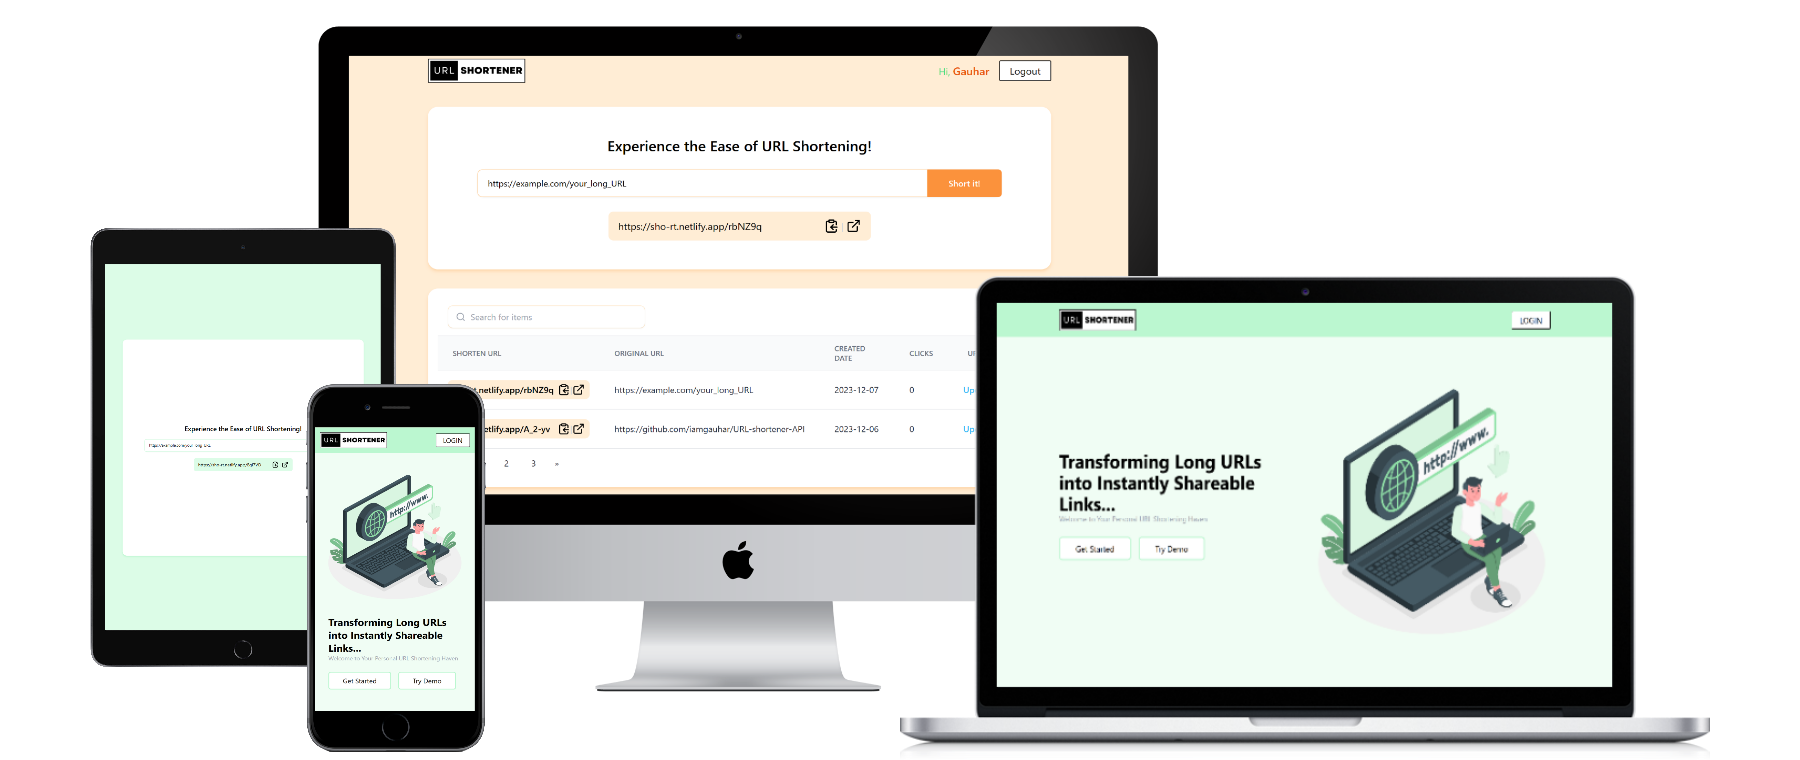 URL SHORTENER
Hi, Gauhar
Logout
Experience the Ease of URL Shortening!
https://example.com/your_long_URL
Short it!
https://sho-rt.netlify.app/rbNZ9q
Search for items
SHORTEN URL
ORIGINAL URL
CREATED
DATE
CLICKS
t.netlify.app/rbNZ9q
https://example.com/your_long_URL
2023-12-07
0
Up
etlify.app/A_2-yv
https://github.com/iamgauhar/URL-shortener-API
2023-12-06
0
Up
2
3
»
Experience the Ease of URL Shortening!
https://example.com/your_long_URL
URL SHORTENER
LOGIN
http://www.
Transforming Long URLs
into Instantly Shareable
Links...
Welcome to Your Personal URL Shortening Haven
Get Started
Try Demo
URL SHORTENER
LOGIN
http://www.
Transforming Long URLs
into Instantly Shareable
Links...
Welcome to Your Personal URL Shortening Haven
Get Started
Try Demo